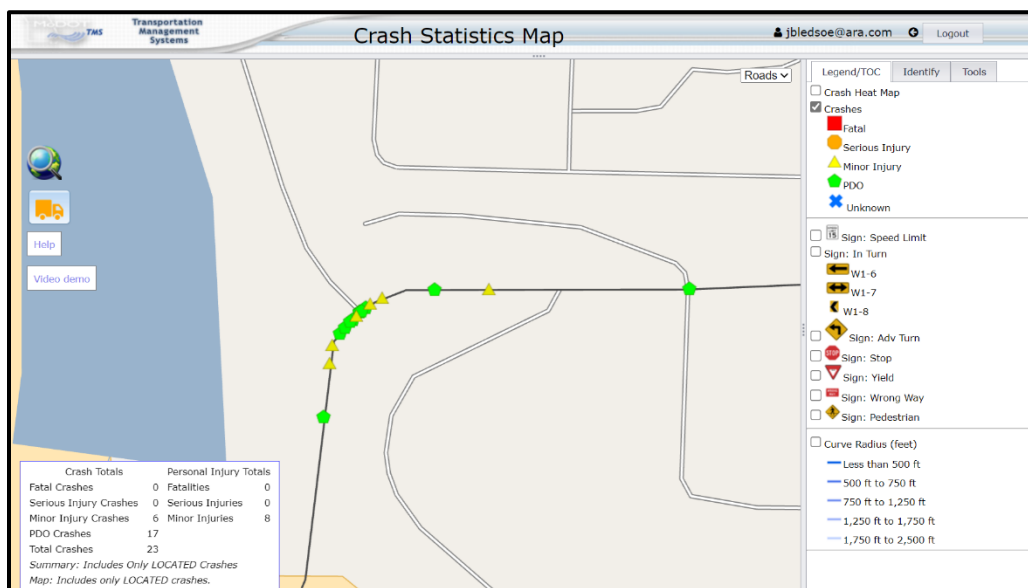 TMS
Transportation
Management
Systems
Crash Statistics Map
jbledsoe@ara.com
Logout
Roads
Legend/TOC Identify Tools
Crash Heat Map
Crashes
Fatal
Serious Injury
Minor Injury
PDO
Unknown
Sign: Speed Limit
Sign: In Turn
W1-6
W1-7
W1-8
Sign: Adv Turn
STOP
Sign: Stop
Sign: Yield
Sign: Wrong Way
Sign: Pedestrian
Curve Radius (feet)
Less than 500 ft
500 ft to 750 ft
750 ft to 1,250 ft
1,250 ft to 1,750 ft
1,750 ft to 2,500 ft
Help
Video demo
Crash Totals Personal Injury Totals
Fatal Crashes 0 Fatalities 0
Serious Injury Crashes 0 Serious Injuries 0
Minor Injury Crashes 6 Minor Injuries 8
PDO Crashes 17
Total Crashes 23
Summary: Includes Only LOCATED Crashes
Map: Includes only LOCATED crashes.